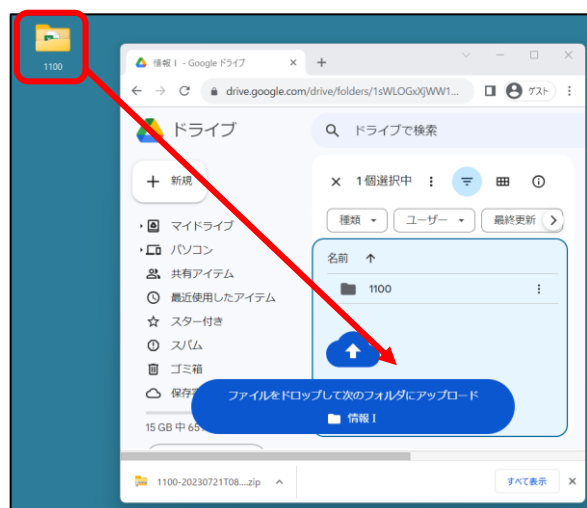 1100
情報 I - Google ドライブ
drive.google.com/drive/folders/1sWLOGxXjWW1...
ゲスト
ドライブ
ドライブで検索
新規
1個選択中
種類
ユーザー
最終更新
マイドライブ
パソコン
共有アイテム
最近使用したアイテム
スター付き
スパム
ゴミ箱
名前
1100
ファイルをドロップして次のフォルダにアップロード
情報 I
15 GB 中
1100-20230721T08....zip
すべて表示